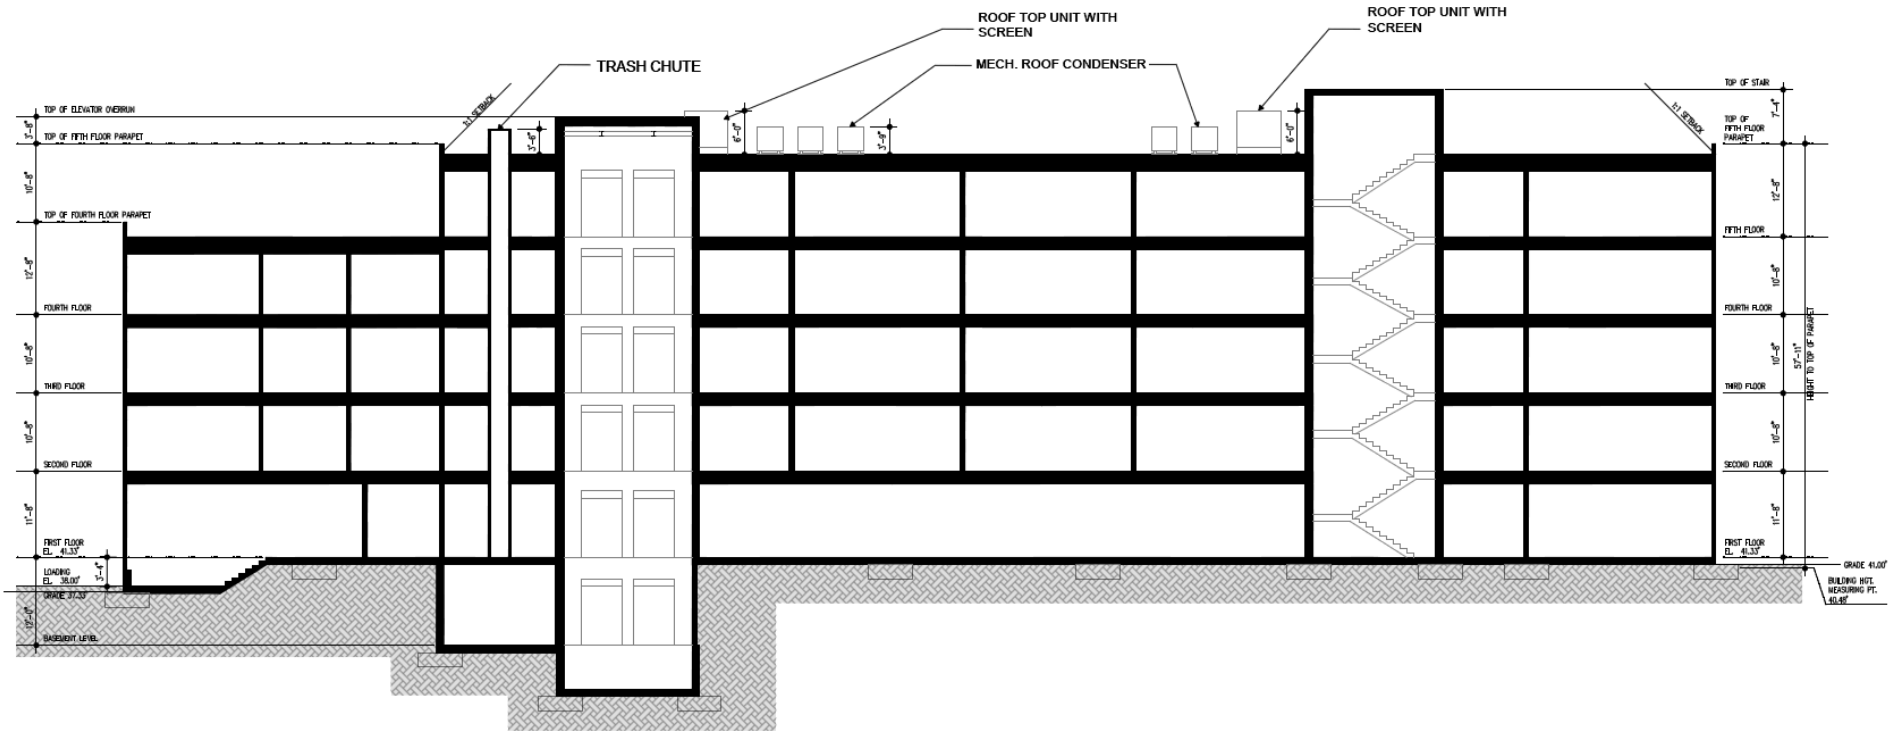 ROOF TOP UNIT WITH
SCREEN
ROOF TOP UNIT WITH
SCREEN
TRASH CHUTE
MECH. ROOF CONDENSER
TOP OF STAIR
TOP OF ELEVATOR OVERRUN
1:1 SETBACK
1:1 SETBACK
7'-4"
TOP OF
FIFTH FLOOR
PARAPET
TOP OF FIFTH FLOOR PARAPET
6'-0"
6'-0"
10'-8"
12'-8"
TOP OF FOURTH FLOOR PARAPET
FIFTH FLOOR
12'-8"
10'-8"
FOURTH FLOOR
FOURTH FLOOR
10'-8"
10'-8"
57'-11"
HEIGHT TO TOP OF PARAPET
THIRD FLOOR
THIRD FLOOR
10'-8"
10'-8"
SECOND FLOOR
SECOND FLOOR
11'-8"
11'-8"
FIRST FLOOR
EL. 41.33'
FIRST FLOOR
EL. 41.33'
LOADING
EL. 38.00'
3'-4"
GRADE 41.00'
GRADE 37.33'
BUILDING HGT.
MEASURING PT.
40.48'
12'-0"
BASEMENT LEVEL